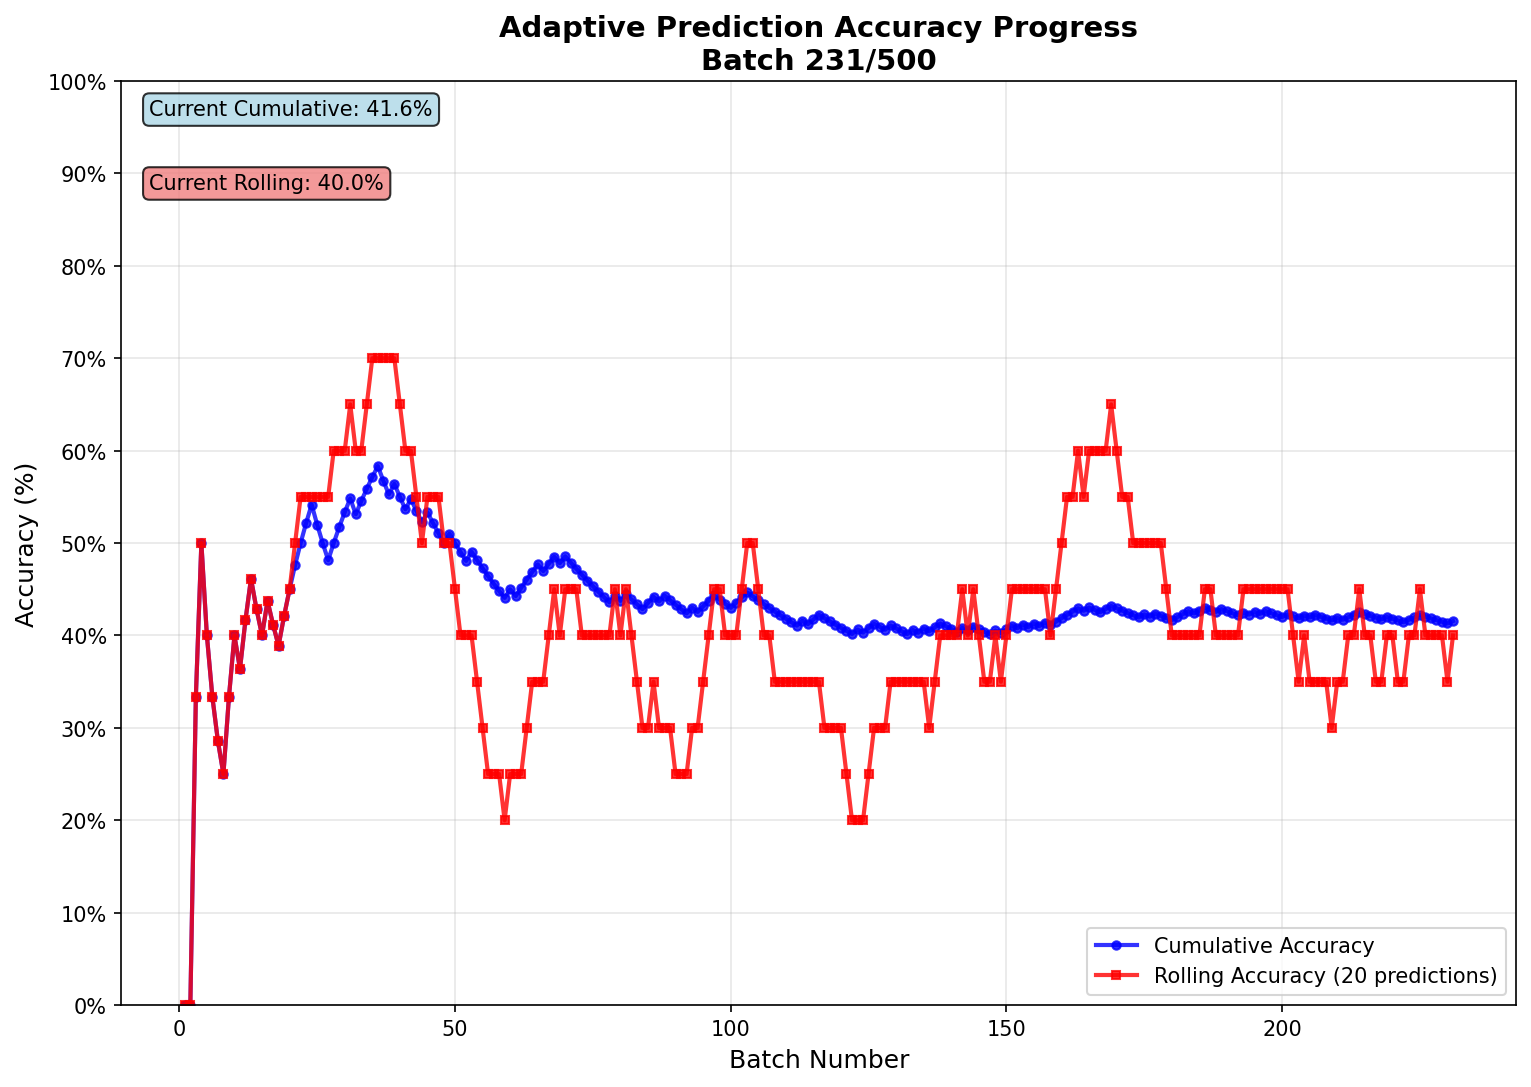 Adaptive Prediction Accuracy Progress
Batch 231/500
100%
90%
80%
70%
60%
50%
40%
30%
20%
10%
0%
Accuracy (%)
Current Cumulative: 41.6%
Current Rolling: 40.0%
Cumulative Accuracy
Rolling Accuracy (20 predictions)
0 50 100 150 200
Batch Number